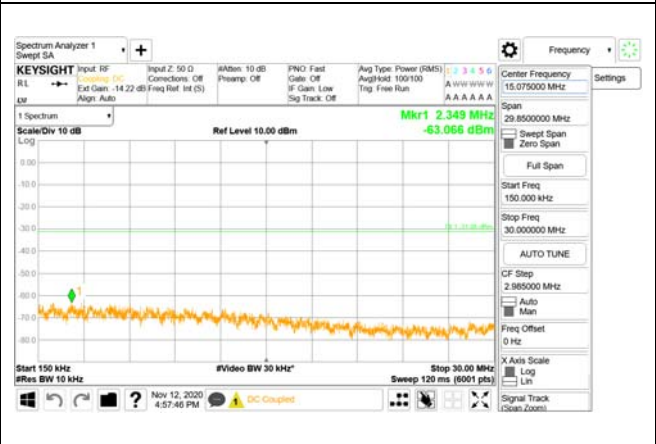 Spectrum Analyzer 1
Swept SA
+
Frequency
KEYSIGHT
RL
Input: RF
Coupling: DC
Ext Gain: -14.22 dB
Align: Auto
Input Z: 50 Ω
Corrections: Off
Freq Ref: Int (S)
#Atten: 10 dB
Preamp: Off
PNO: Fast
Gate: Off
IF Gain: Low
Sig Track: Off
Avg Type: Power (RMS)
Avg|Hold: 100/100
Trig: Free Run
1 2 3 4 5 6
A W W W W W
A A A A A A
1 Spectrum
Scale/Div 10 dB
Log
Ref Level 10.00 dBm
Mkr1 2.349 MHz
-63.066 dBm
0.00
-10.0
-20.0
-30.0
-40.0
-50.0
-60.0
-70.0
-80.0
1
Start 150 kHz
#Res BW 10 kHz
#Video BW 30 kHz*
Stop 30.00 MHz
Sweep 120 ms (6001 pts)
Nov 12, 2020
4:57:46 PM
DC Coupled
Center Frequency
15.075000 MHz
Settings
Span
29.8500000 MHz
Swept Span
Zero Span
Full Span
Start Freq
150.000 kHz
Stop Freq
30.000000 MHz
AUTO TUNE
CF Step
2.985000 MHz
Auto
Man
Freq Offset
0 Hz
X Axis Scale
Log
Lin
Signal Track
(Span Zoom)